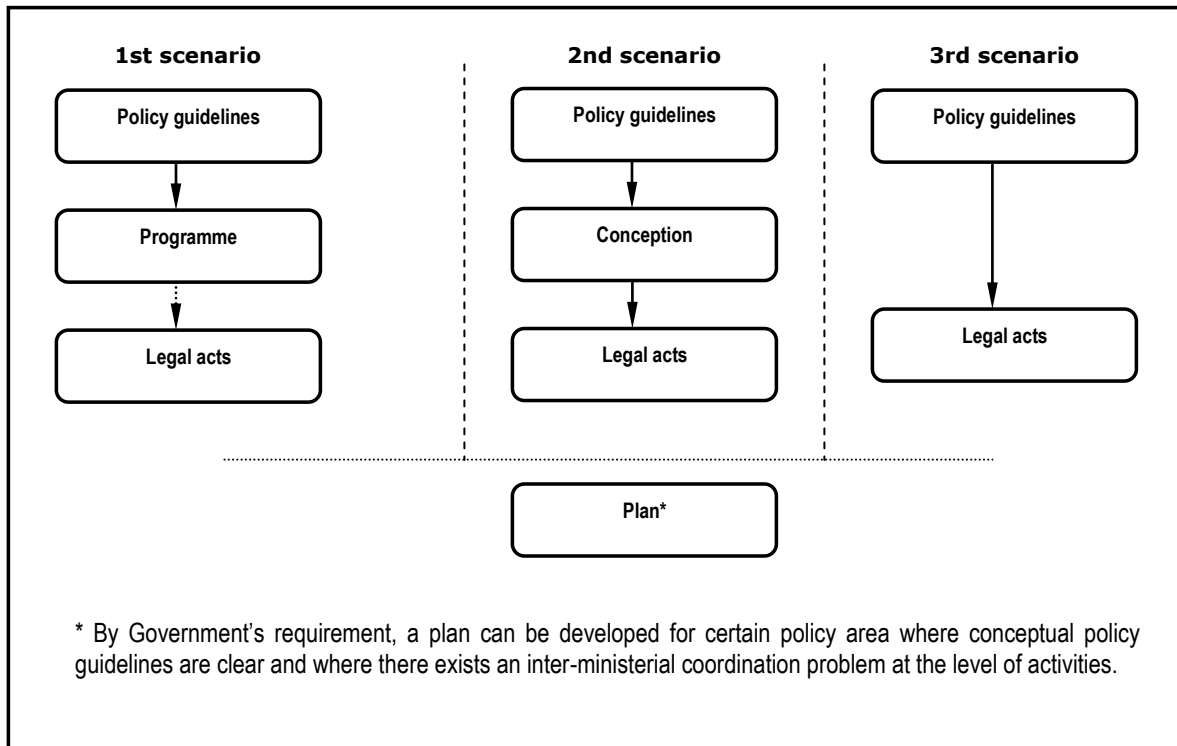 1st scenario
2nd scenario
3rd scenario
Policy guidelines
Policy guidelines
Policy guidelines
Programme
Conception
Legal acts
Legal acts
Legal acts
Plan*
* By Government’s requirement, a plan can be developed for certain policy area where conceptual policy
guidelines are clear and where there exists an inter-ministerial coordination problem at the level of activities.